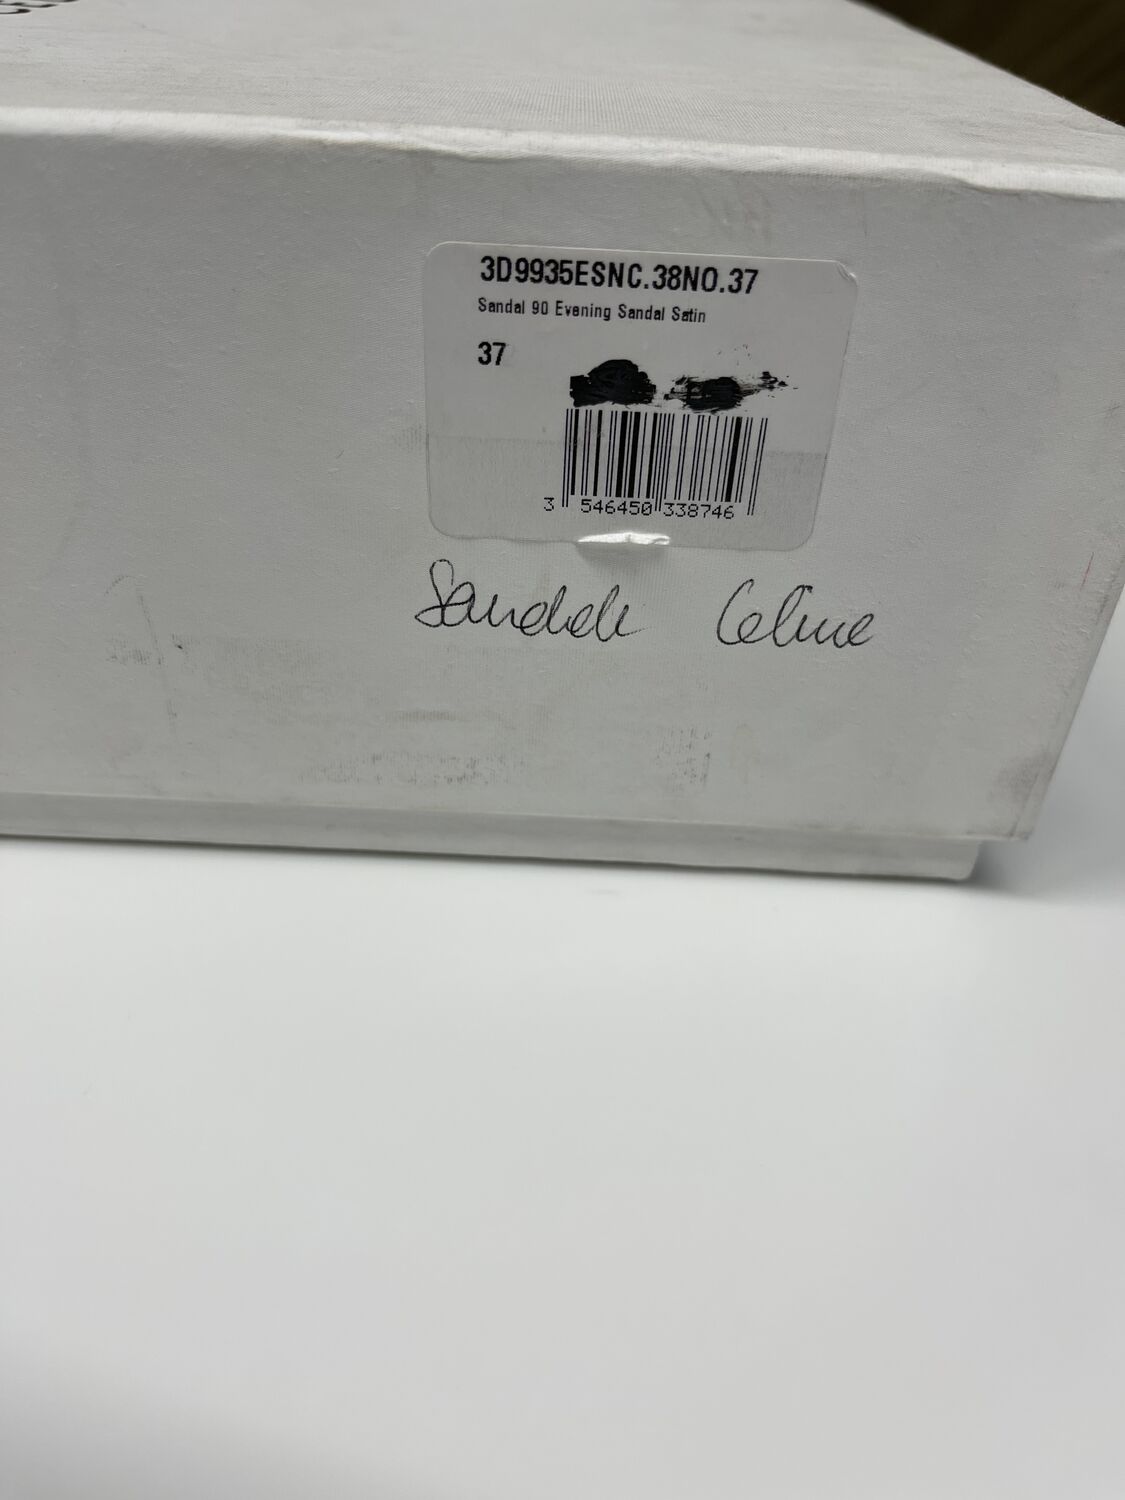 3D9935ESNC.38NO.37
Sandal 90 Evening Sandal Satin
37
3 546450 338746
Sandale Celine